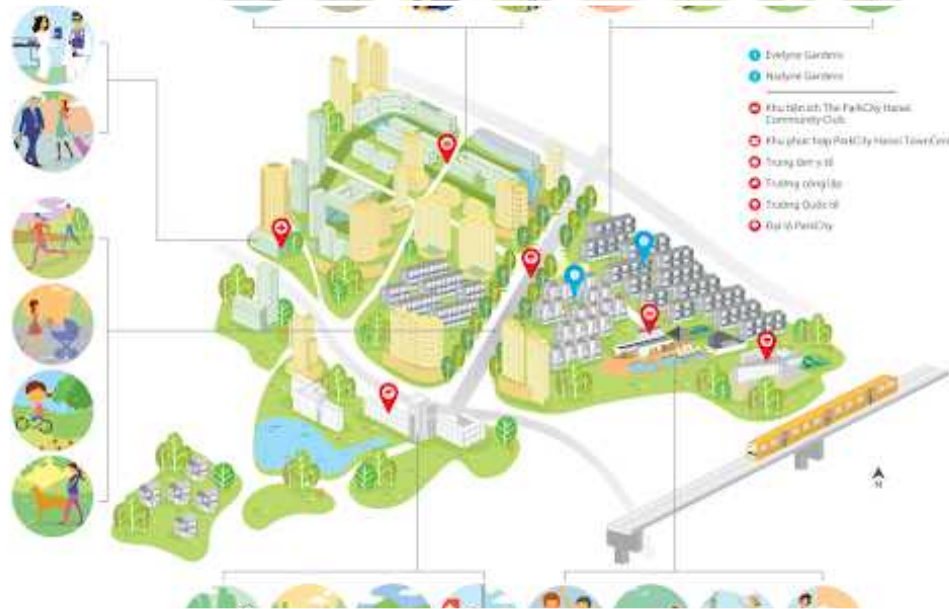 Evelyne Gardens
Nadyne Gardens
Khu tiện ích The ParkCity Hanoi
Community Club
Khu phức hợp ParkCity Hanoi TownCent
Trung tâm y tế
Trường công lập
Trường Quốc tế
Đại lộ ParkCity
N